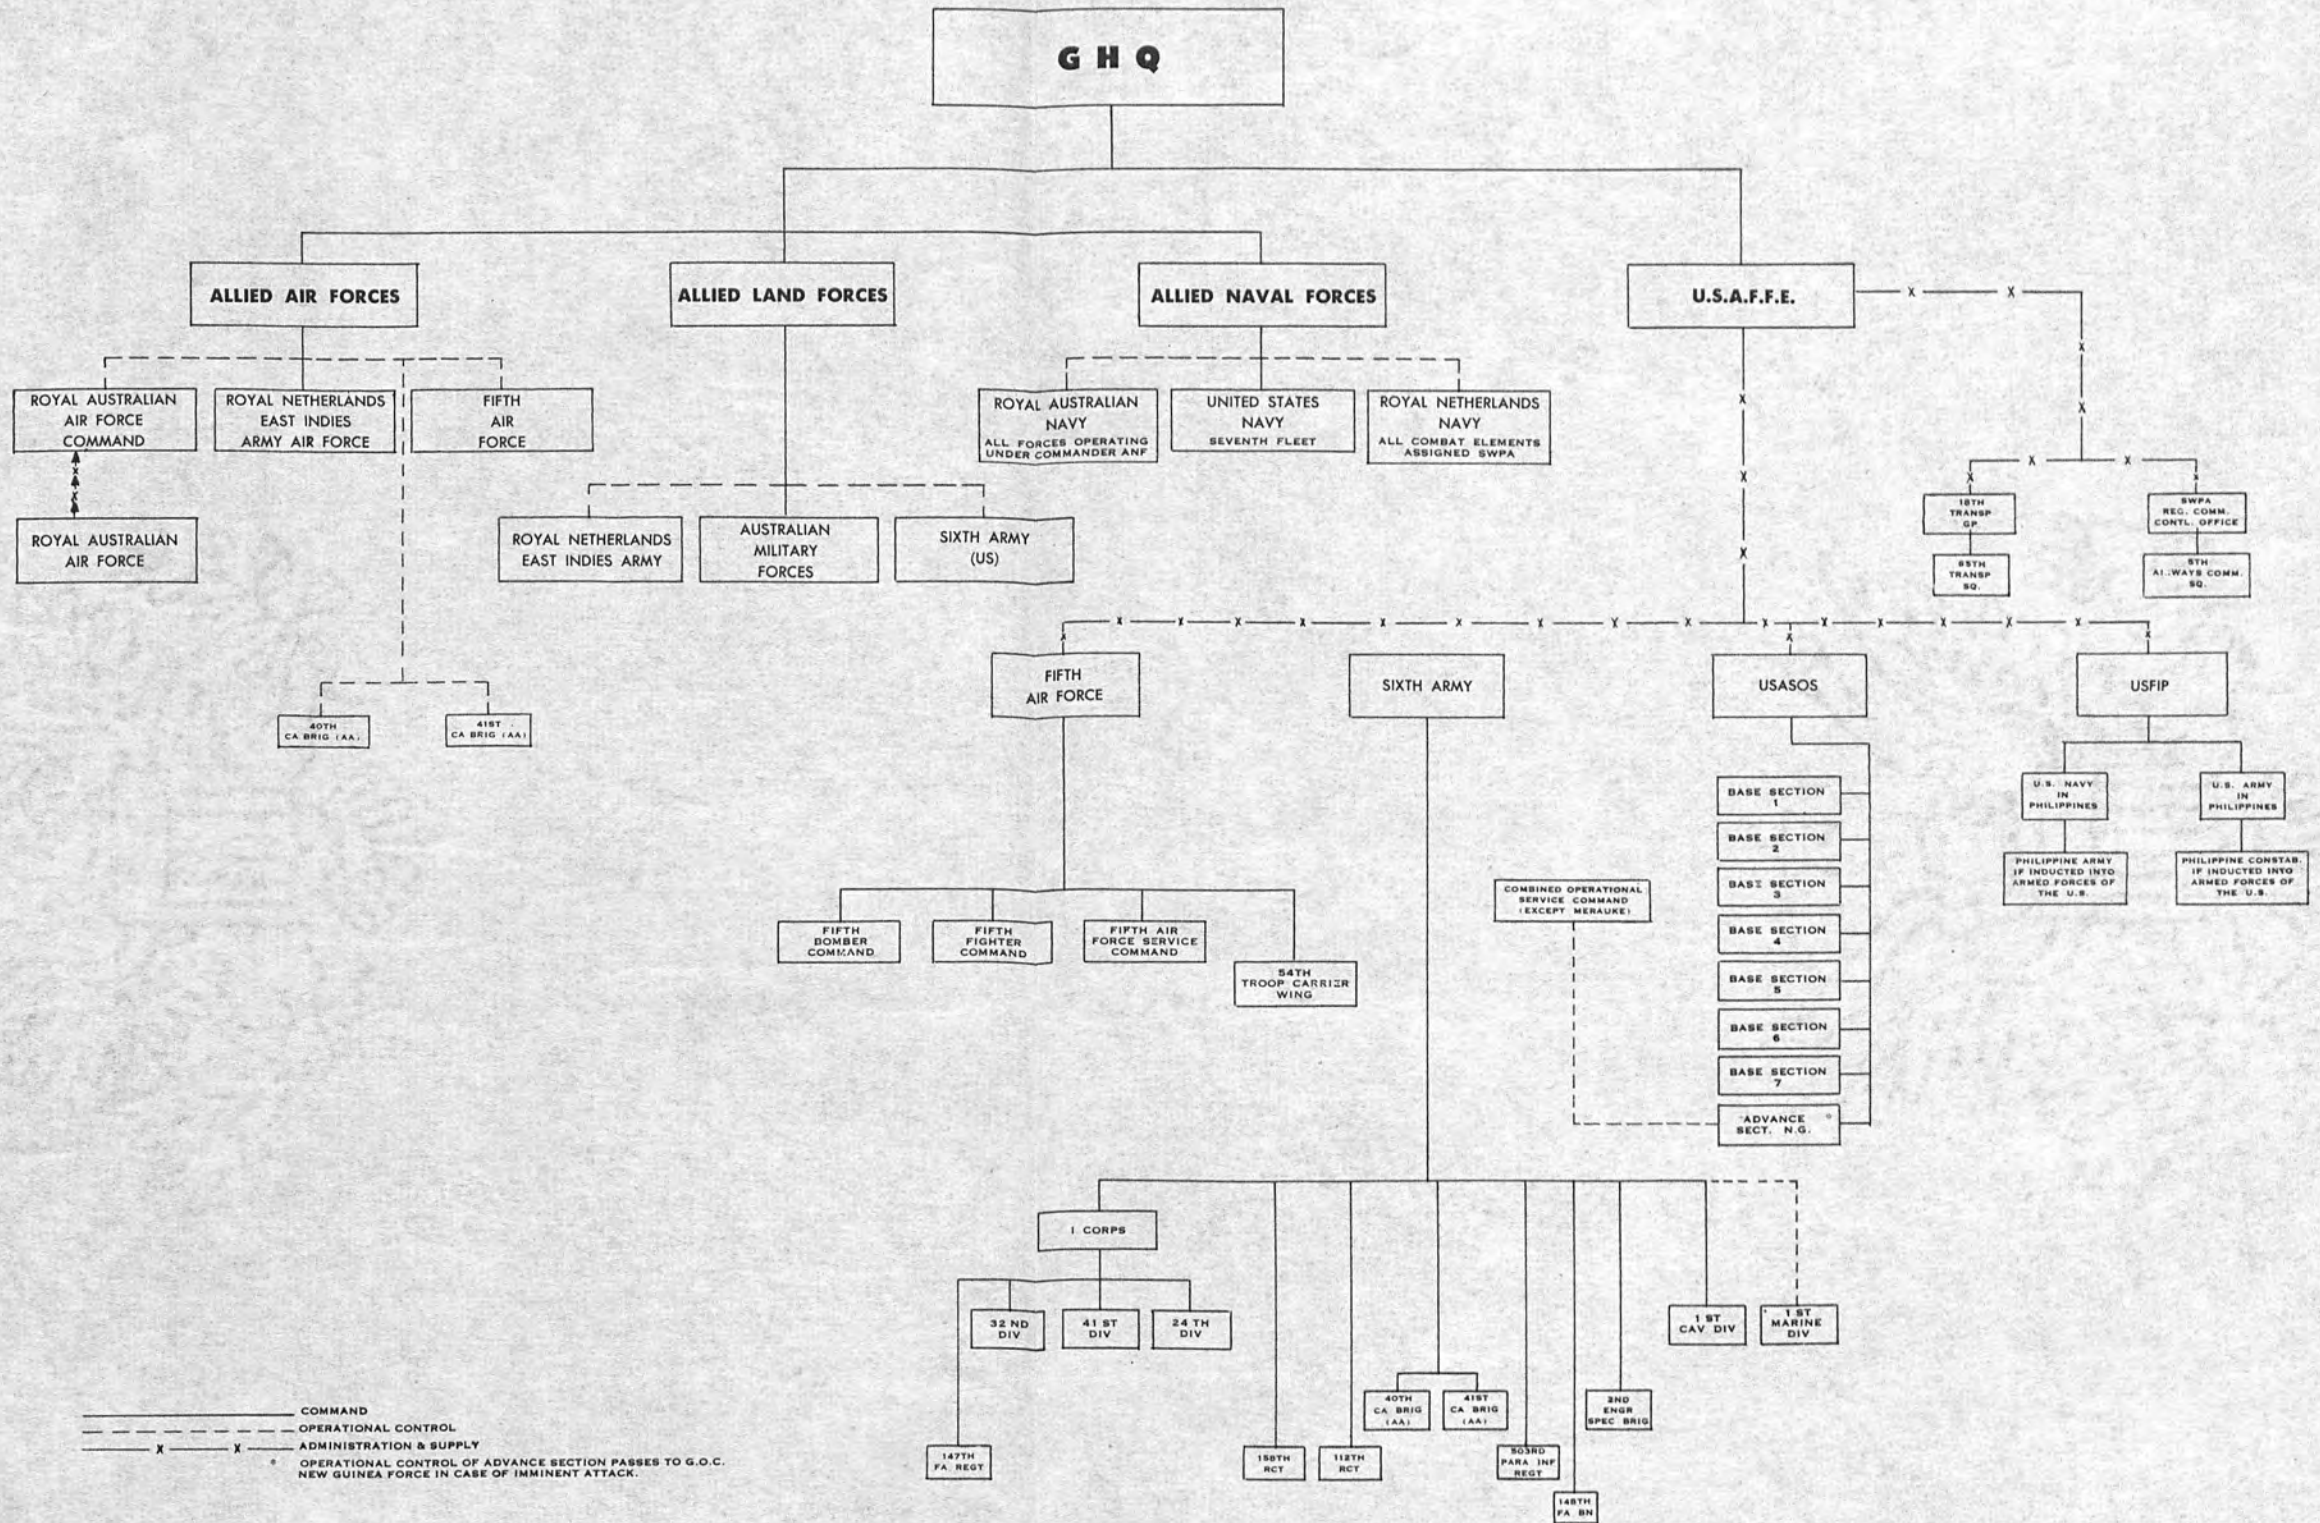 G H Q
ALLIED AIR FORCES
ALLIED LAND FORCES
ALLIED NAVAL FORCES
U.S.A.F.F.E.
ROYAL AUSTRALIAN
AIR FORCE
COMMAND
ROYAL NETHERLANDS
EAST INDIES
ARMY AIR FORCE
FIFTH
AIR
FORCE
ROYAL AUSTRALIAN
NAVY
ALL FORCES OPERATING
UNDER COMMANDER ANF
UNITED STATES
NAVY
SEVENTH FLEET
ROYAL NETHERLANDS
NAVY
ALL COMBAT ELEMENTS
ASSIGNED SWPA
ROYAL AUSTRALIAN
AIR FORCE
ROYAL NETHERLANDS
EAST INDIES ARMY
AUSTRALIAN
MILITARY
FORCES
SIXTH ARMY
(US)
TRANSP
GP.
SWPA
REG. COMM.
CONTL. OFFICE
TRANSP
SQ.
5TH
COMM.
SQ.
40TH
CA BRIG (AA)
41ST
CA BRIG (AA)
FIFTH
AIR FORCE
SIXTH ARMY
USASOS
USFIP
BASE SECTION
1
BASE SECTION
2
BASE SECTION
3
BASE SECTION
4
BASE SECTION
5
BASE SECTION
6
BASE SECTION
7
ADVANCE *
SECT. N.G.
U.S. NAVY
IN
PHILIPPINES
U.S. ARMY
IN
PHILIPPINES
PHILIPPINE ARMY
IF INDUCTED INTO
ARMED FORCES OF
THE U.S.
PHILIPPINE CONSTAB.
IF INDUCTED INTO
ARMED FORCES OF
THE U.S.
COMBINED OPERATIONAL
SERVICE COMMAND
(EXCEPT MERAUKE)
FIFTH
BOMBER
COMMAND
FIFTH
FIGHTER
COMMAND
FIFTH AIR
FORCE SERVICE
COMMAND
54TH
TROOP CARRIER
WING
I CORPS
32 ND
DIV
41 ST
DIV
24 TH
DIV
1 ST
CAV DIV
1 ST
MARINE
DIV
40TH
CA BRIG
(AA)
41ST
CA BRIG
(AA)
2ND
ENGR
SPEC BRIG
147TH
FA REGT
158TH
RCT
112TH
RCT
503RD
PARA INF
REGT
148TH
FA BN
COMMAND
OPERATIONAL CONTROL
X X ADMINISTRATION & SUPPLY
* OPERATIONAL CONTROL OF ADVANCE SECTION PASSES TO G.O.C.
NEW GUINEA FORCE IN CASE OF IMMINENT ATTACK.